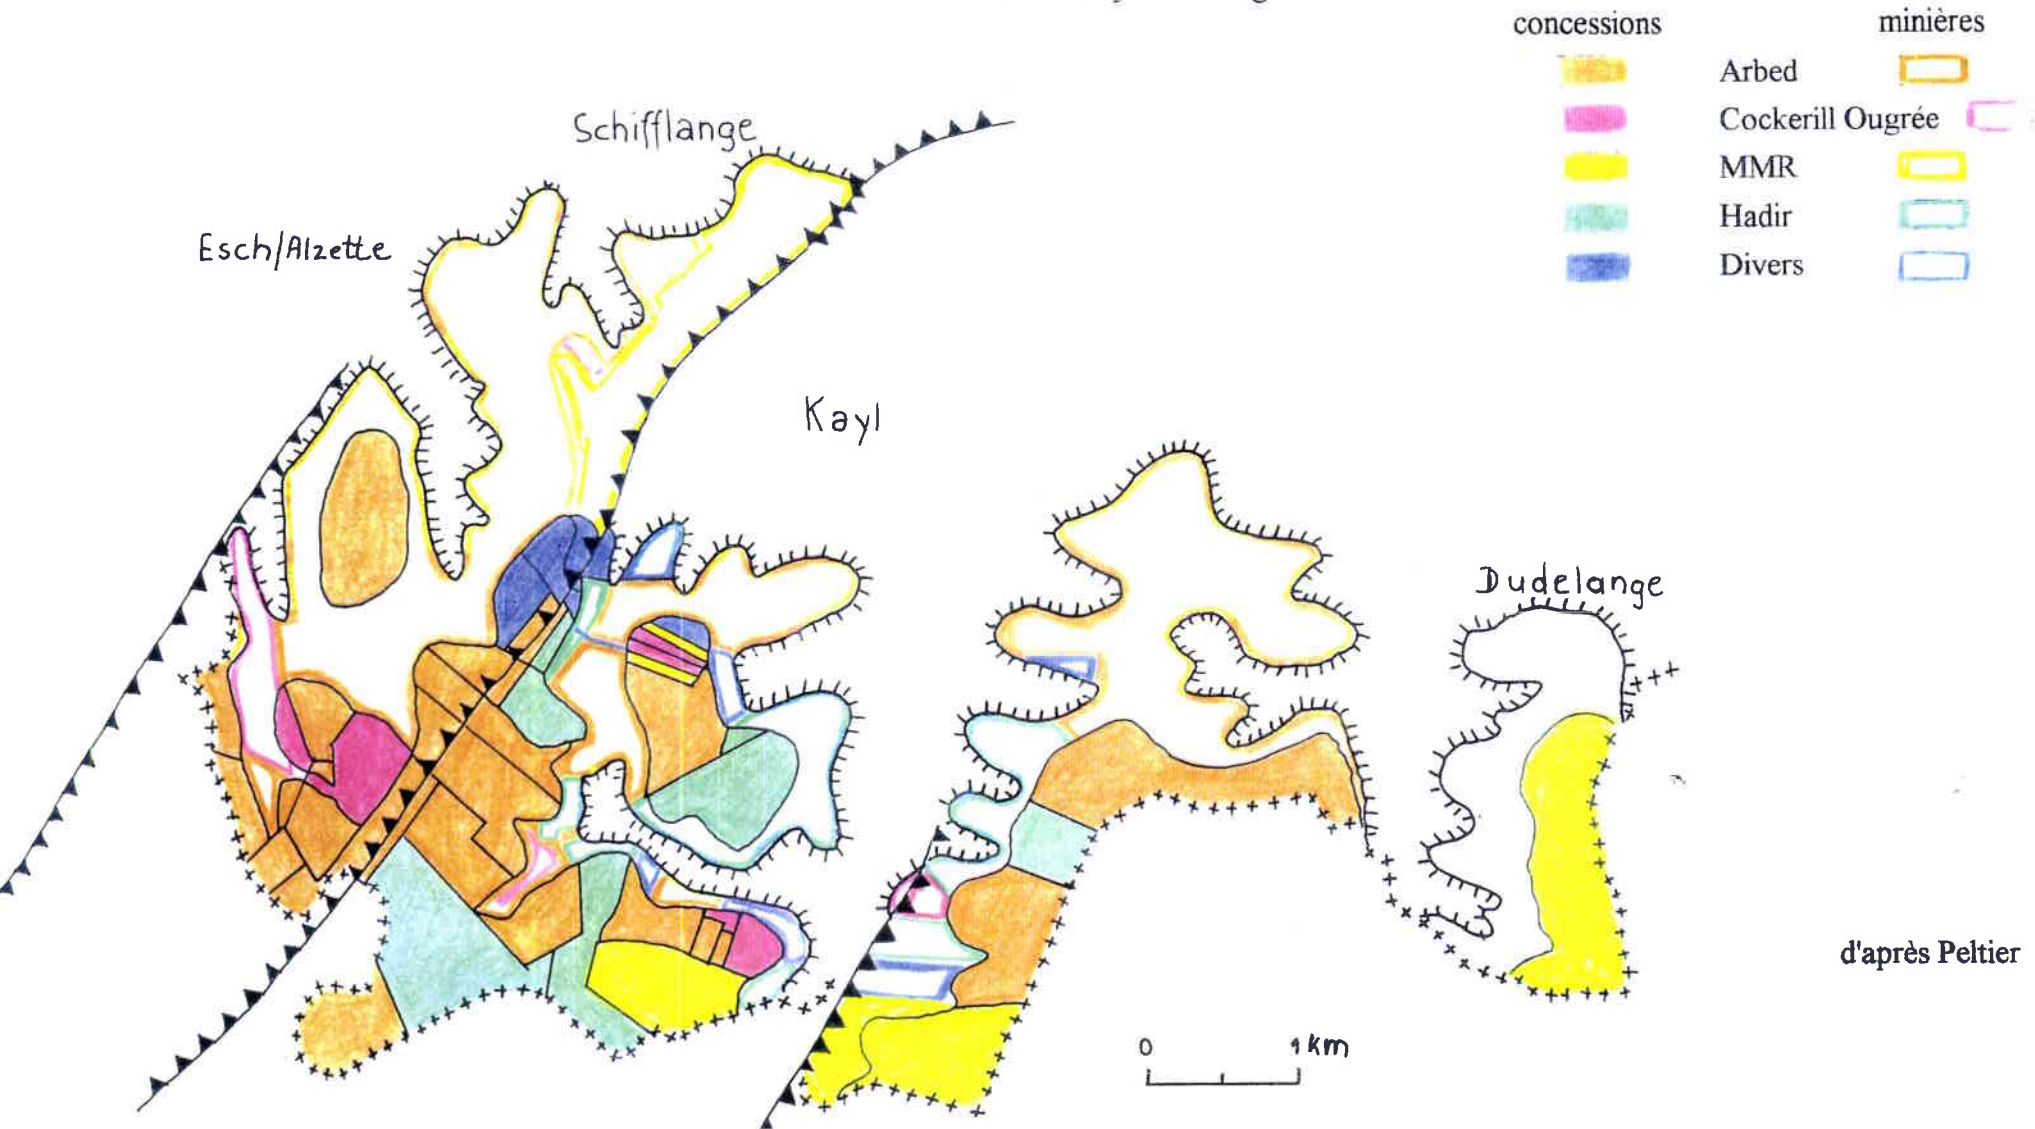 concessions minières
Arbed
Cockerill Ougrée
MMR
Hadir
Divers
Schifflange
Esch/Alzette
Kayl
Dudelange
d'après Peltier
0 1 km